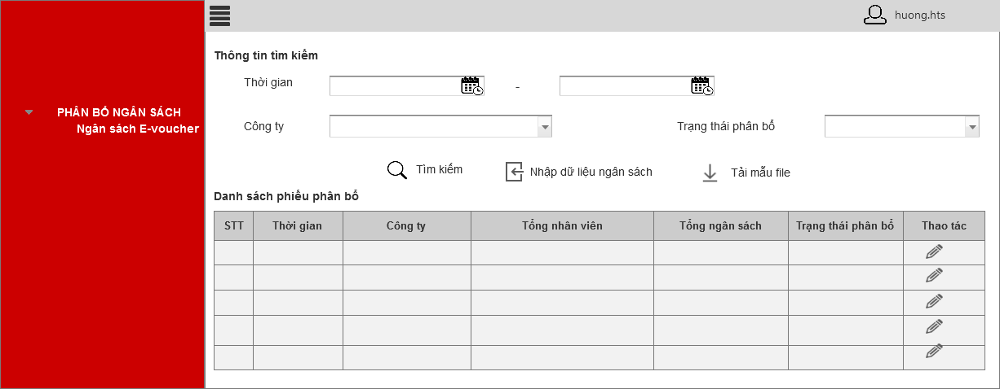 huong.hts
PHÂN BỔ NGÂN SÁCH
Ngân sách E-voucher
Thông tin tìm kiếm
Thời gian -
Công ty Trạng thái phân bổ
Tìm kiếm Nhập dữ liệu ngân sách Tải mẫu file
Danh sách phiếu phân bổ
STT Thời gian Công ty Tổng nhân viên Tổng ngân sách Trạng thái phân bổ Thao tác